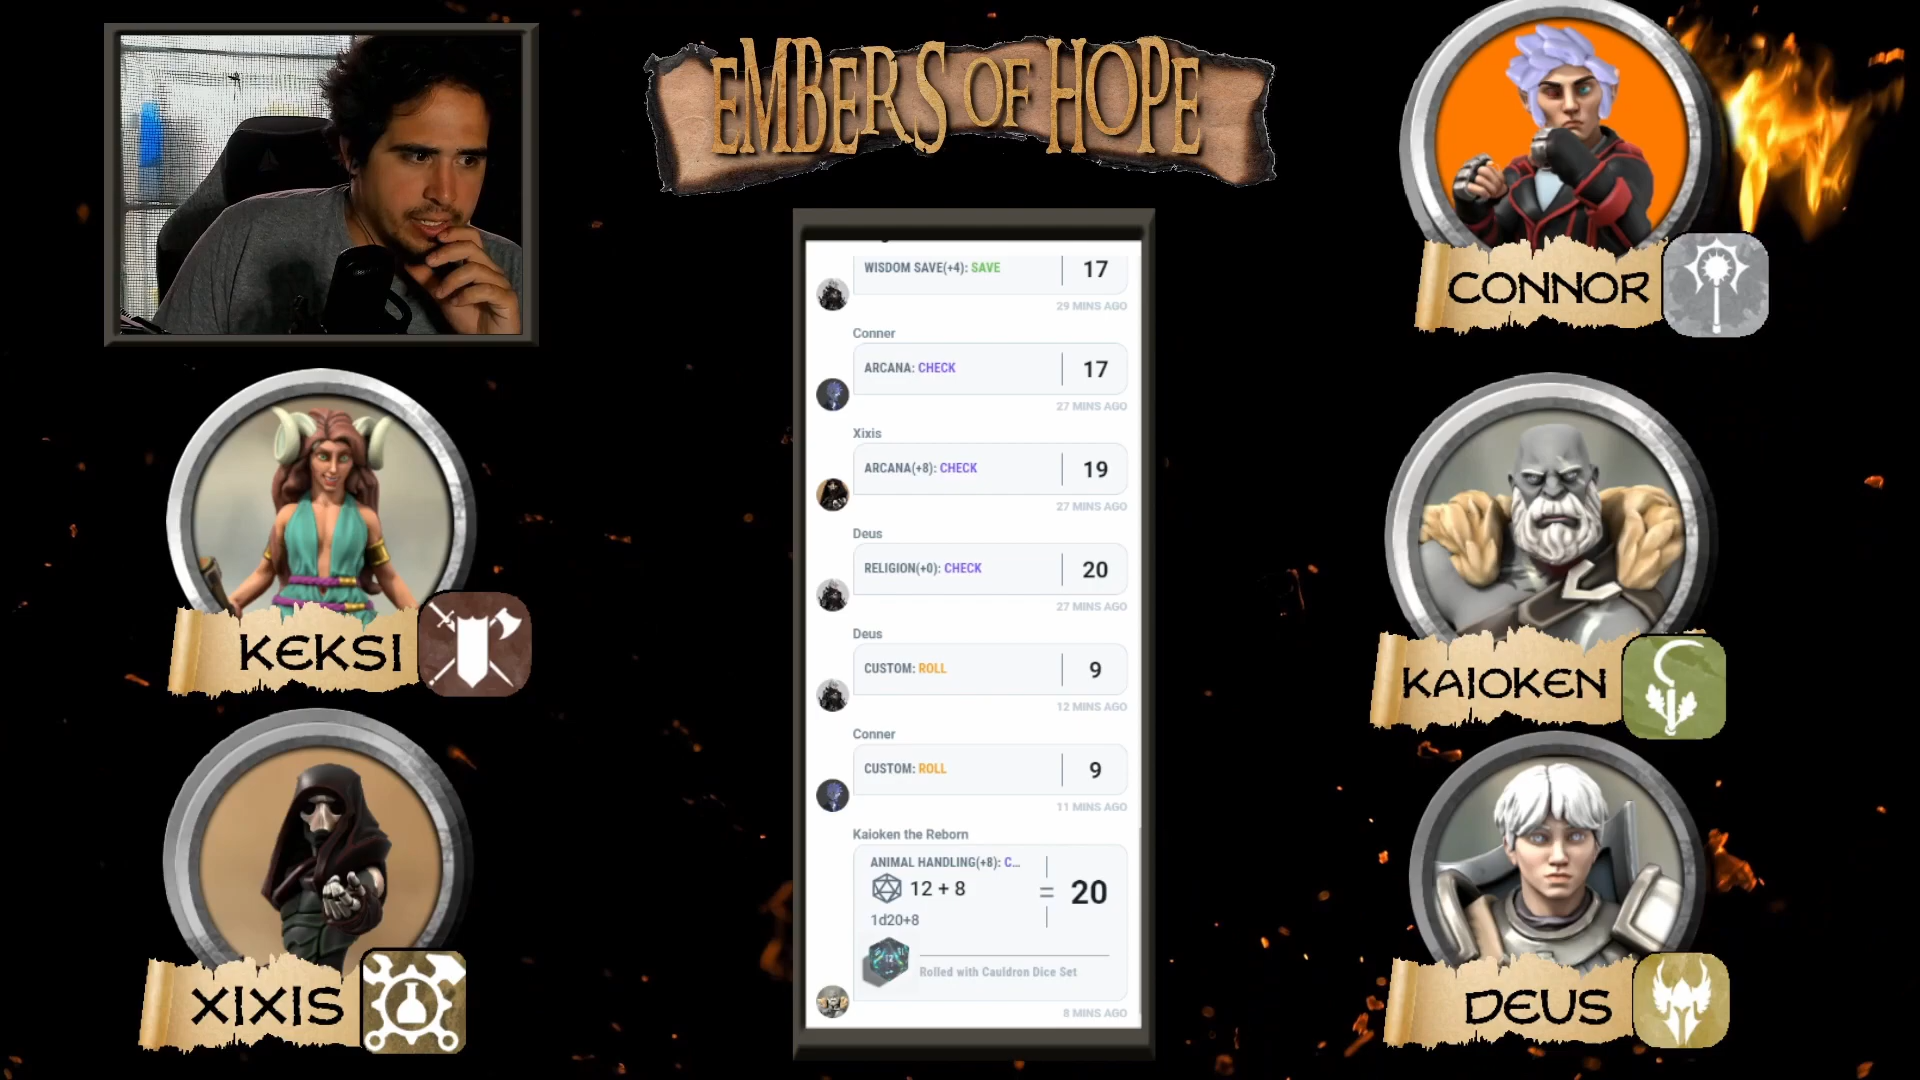 EMBERS OF HOPE
WISDOM SAVE(+4): SAVE
17
29 MINS AGO
Conner
ARCANA: CHECK
17
27 MINS AGO
Xixis
ARCANA(+8): CHECK
19
27 MINS AGO
Deus
RELIGION(+0): CHECK
20
27 MINS AGO
Deus
CUSTOM: ROLL
9
12 MINS AGO
Conner
CUSTOM: ROLL
9
11 MINS AGO
Kaioken the Reborn
ANIMAL HANDLING(+8): C...
12 + 8
= 20
1d20+8
12
Rolled with Cauldron Dice Set
8 MINS AGO
KEKSI
XIXIS
CONNOR
KAIOKEN
DEUS